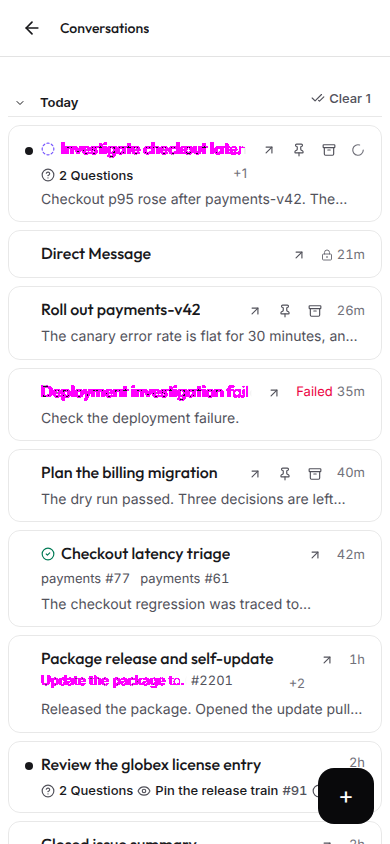 Conversations
Today
Clear 1
Investigate checkout later
+1
2 Questions
Checkout p95 rose after payments-v42. The...
Direct Message
21m
Roll out payments-v42
26m
The canary error rate is flat for 30 minutes, an...
Deployment investigation fail
Failed 35m
Check the deployment failure.
Plan the billing migration
40m
The dry run passed. Three decisions are left...
Checkout latency triage
42m
payments #77 payments #61
The checkout regression was traced to...
Package release and self-update
1h
Update the package t... #2201
+2
Released the package. Opened the update pull...
Review the globex license entry
2h
2 Questions Pin the release train #91
Closed issue summary
2h